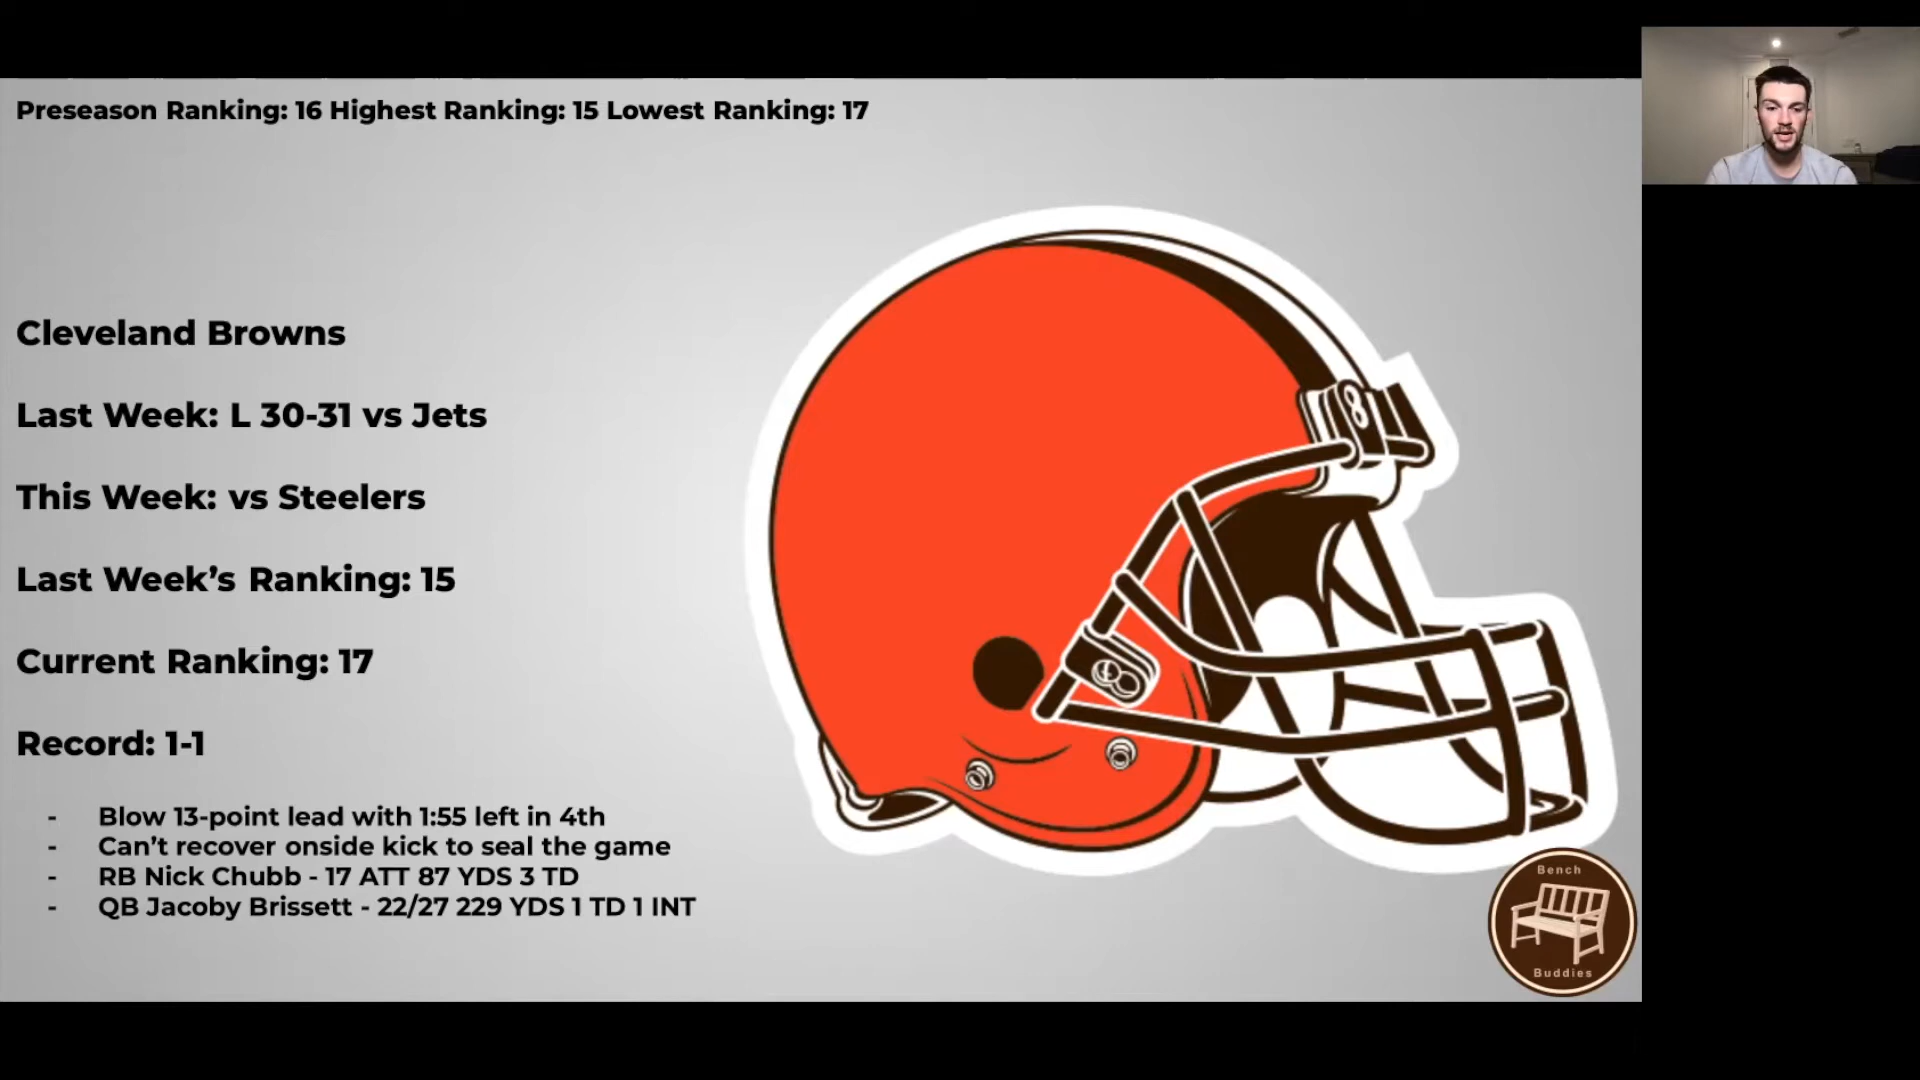 Preseason Ranking: 16 Highest Ranking: 15 Lowest Ranking: 17
Cleveland Browns
Last Week: L 30-31 vs Jets
This Week: vs Steelers
Last Week’s Ranking: 15
Current Ranking: 17
Record: 1-1
- Blow 13-point lead with 1:55 left in 4th
- Can’t recover onside kick to seal the game
- RB Nick Chubb - 17 ATT 87 YDS 3 TD
- QB Jacoby Brissett - 22/27 229 YDS 1 TD 1 INT
Bench
Buddies